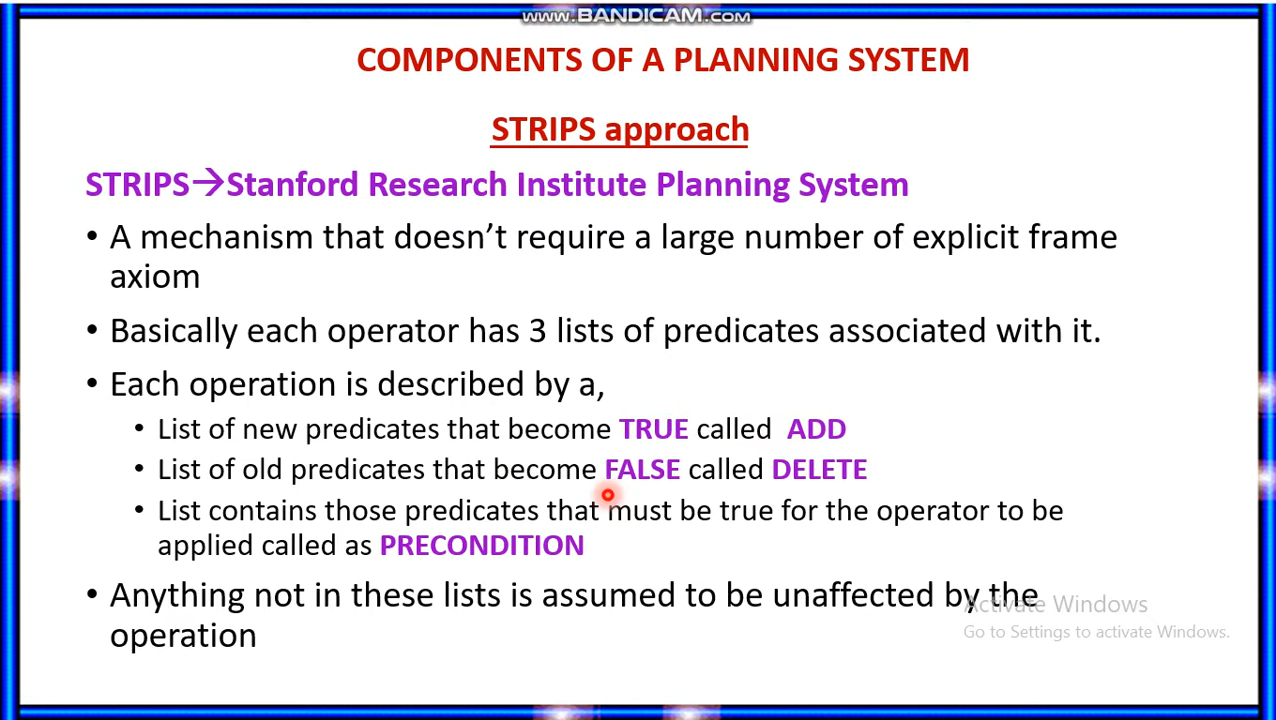 WWW.BANDICAM.COM
COMPONENTS OF A PLANNING SYSTEM
STRIPS approach
STRIPS→Stanford Research Institute Planning System
• A mechanism that doesn't require a large number of explicit frame
axiom
• Basically each operator has 3 lists of predicates associated with it.
• Each operation is described by a,
• List of new predicates that become TRUE called ADD
• List of old predicates that become FALSE called DELETE
• List contains those predicates that must be true for the operator to be
applied called as PRECONDITION
• Anything not in these lists is assumed to be unaffected by the
operation
Activate Windows
Go to Settings to activate Windows.